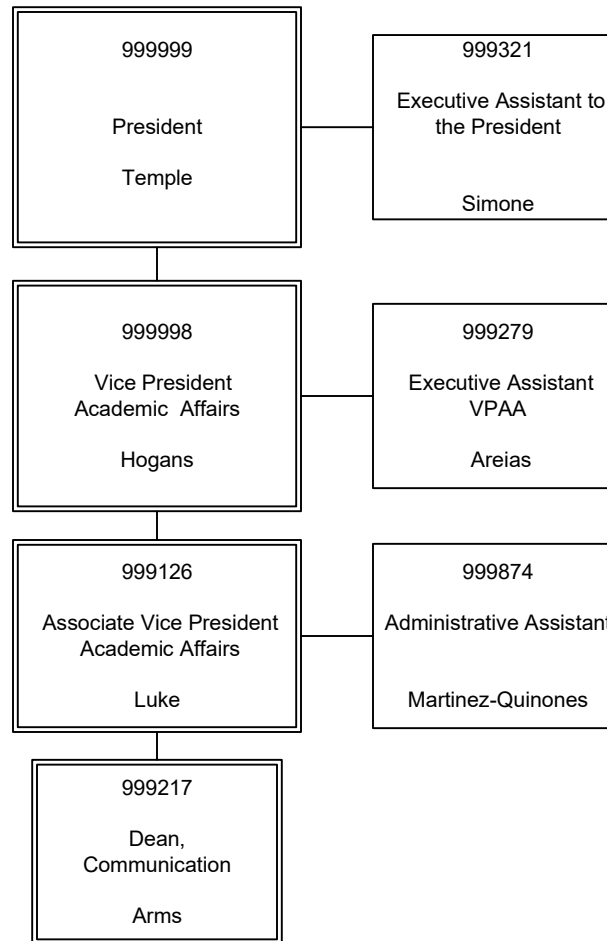 999999
President
Temple
999321
Executive Assistant to
the President
Simone
999998
Vice President
Academic Affairs
Hogans
999279
Executive Assistant
VPAA
Areias
999126
Associate Vice President
Academic Affairs
Luke
999874
Administrative Assistant
Martinez-Quinones
999217
Dean,
Communication
Arms